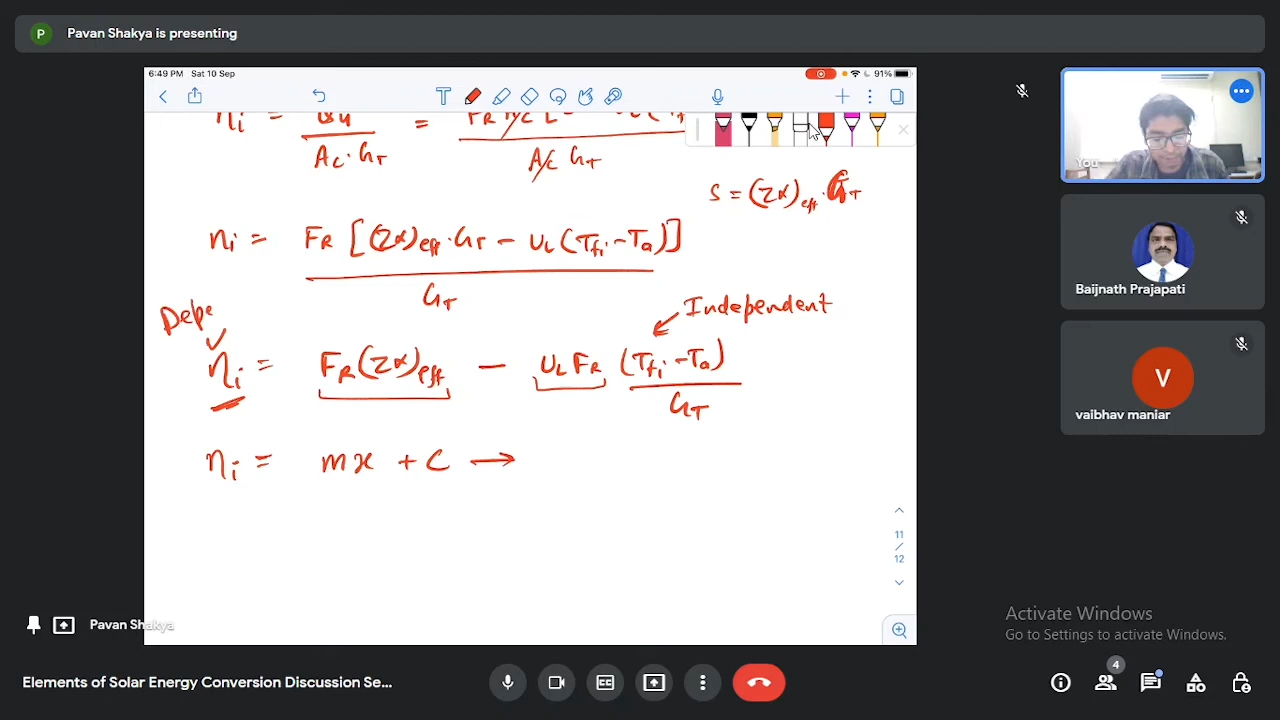 P Pavan Shakya is presenting
6:49 PM Sat 10 Sep
91%
ηi = Qu / Ac · GT =
Ac GT
S = (τα)eff · GT
ηi = FR [(τα)eff · GT - UL (Tfi - Ta)] / GT
Depe
Independent
ηi = FR (τα)eff - UL FR (Tfi - Ta) / GT
ηi = mx + c →
11
/
12
You
Baijnath Prajapati
V
vaibhav maniar
Pavan Shakya
Activate Windows
Go to Settings to activate Windows.
Elements of Solar Energy Conversion Discussion Se...
CC
4